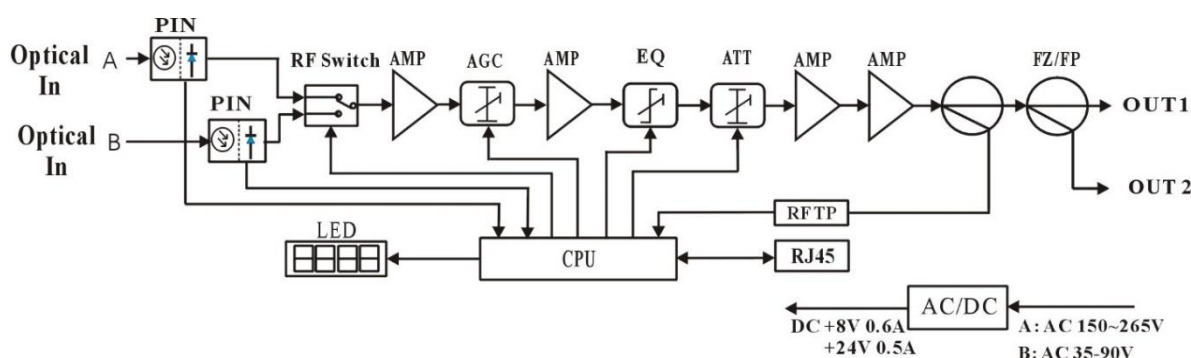 PIN
Optical In A
PIN
Optical In B
RF Switch
AMP
AGC
AMP
EQ
ATT
AMP
AMP
FZ/FP
OUT1
OUT 2
RFTP
LED
CPU
RJ45
AC/DC
DC +8V 0.6A
+24V 0.5A
A: AC 150~265V
B: AC 35-90V